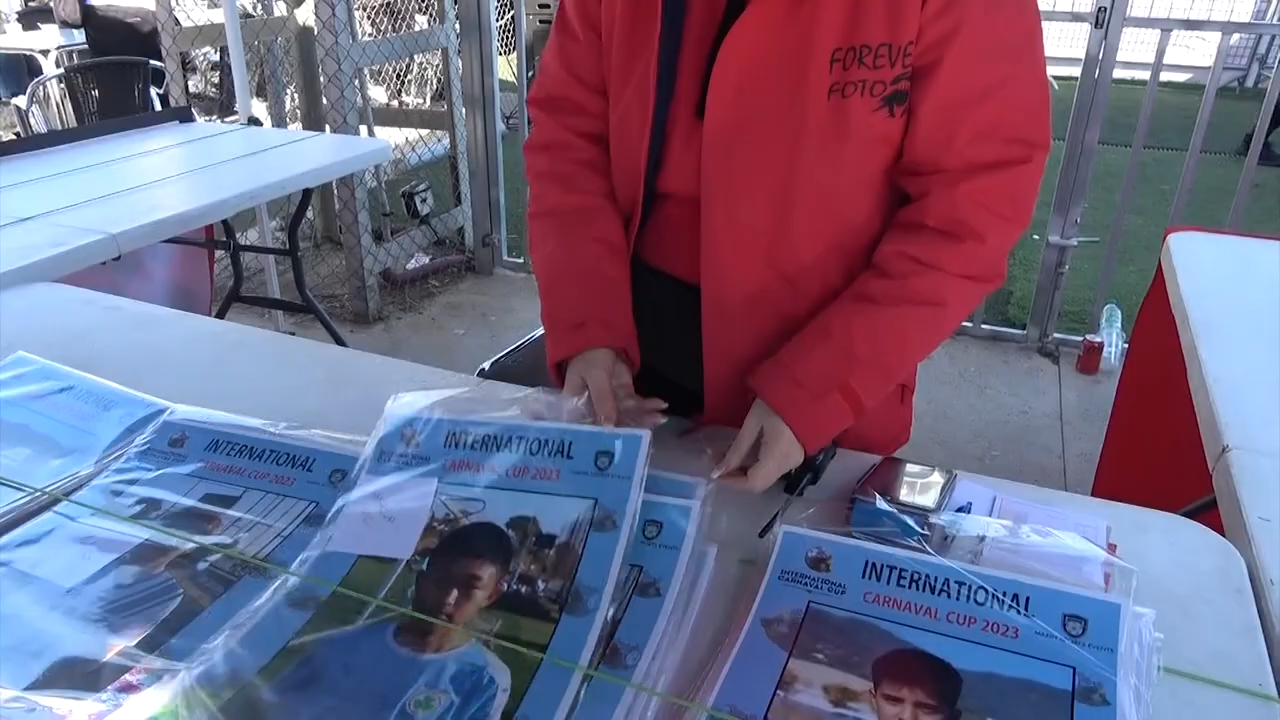 FOREVE
FOTO
INTERNATIONAL
CARNAVAL CUP 2023
INTERNATIONAL
CARNAVAL CUP 2023
INTERNATIONAL
CARNAVAL CUP
INTERNATIONAL
CARNAVAL CUP 2023